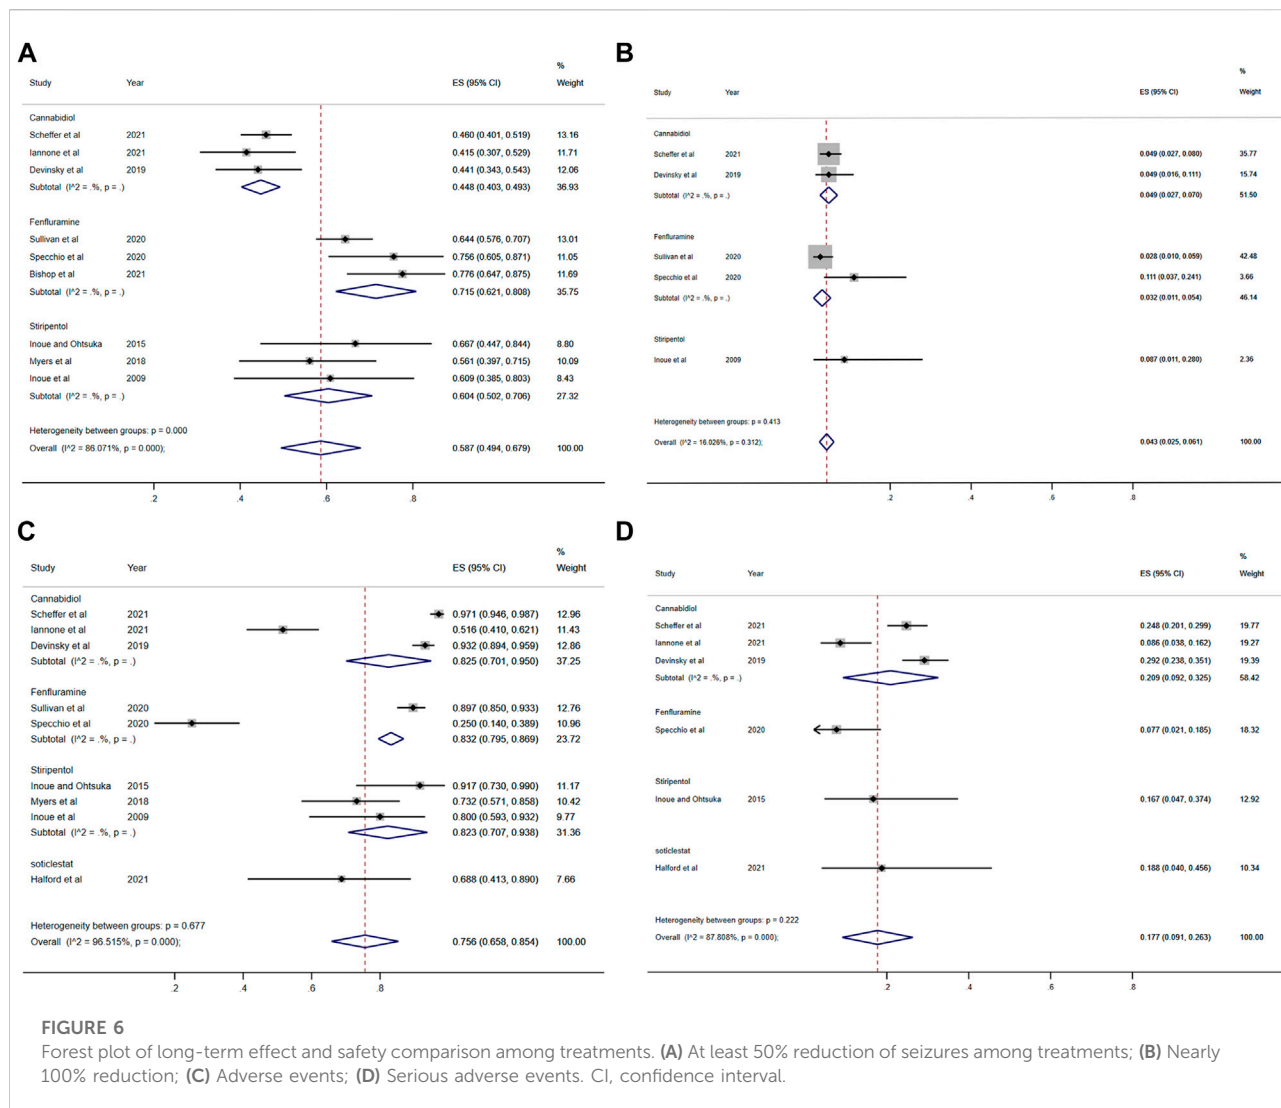 A
%
Study Year ES (95% CI) Weight
Cannabidiol
Scheffer et al 2021 0.460 (0.401, 0.519) 13.16
Iannone et al 2021 0.415 (0.307, 0.529) 11.71
Devinsky et al 2019 0.441 (0.343, 0.543) 12.06
Subtotal (I^2 = .%, p = .) 0.448 (0.403, 0.493) 36.93
Fenfluramine
Sullivan et al 2020 0.644 (0.576, 0.707) 13.01
Specchio et al 2020 0.756 (0.605, 0.871) 11.05
Bishop et al 2021 0.776 (0.647, 0.875) 11.69
Subtotal (I^2 = .%, p = .) 0.715 (0.621, 0.808) 35.75
Stiripentol
Inoue and Ohtsuka 2015 0.667 (0.447, 0.844) 8.80
Myers et al 2018 0.561 (0.397, 0.715) 10.09
Inoue et al 2009 0.609 (0.385, 0.803) 8.43
Subtotal (I^2 = .%, p = .) 0.604 (0.502, 0.706) 27.32
Heterogeneity between groups: p = 0.000
Overall (I^2 = 86.071%, p = 0.000); 0.587 (0.494, 0.679) 100.00
.2 .4 .6 .8
B
%
Study Year ES (95% CI) Weight
Cannabidiol
Scheffer et al 2021 0.049 (0.027, 0.080) 35.77
Devinsky et al 2019 0.049 (0.016, 0.111) 15.74
Subtotal (I^2 = .%, p = .) 0.049 (0.027, 0.070) 51.50
Fenfluramine
Sullivan et al 2020 0.028 (0.010, 0.059) 42.48
Specchio et al 2020 0.111 (0.037, 0.241) 3.66
Subtotal (I^2 = .%, p = .) 0.032 (0.011, 0.054) 46.14
Stiripentol
Inoue et al 2009 0.087 (0.011, 0.280) 2.36
Heterogeneity between groups: p = 0.413
Overall (I^2 = 16.026%, p = 0.312); 0.043 (0.025, 0.061) 100.00
.2 .4 .6 .8
C
%
Study Year ES (95% CI) Weight
Cannabidiol
Scheffer et al 2021 0.971 (0.946, 0.987) 12.96
Iannone et al 2021 0.516 (0.410, 0.621) 11.43
Devinsky et al 2019 0.932 (0.894, 0.959) 12.86
Subtotal (I^2 = .%, p = .) 0.825 (0.701, 0.950) 37.25
Fenfluramine
Sullivan et al 2020 0.897 (0.850, 0.933) 12.76
Specchio et al 2020 0.250 (0.140, 0.389) 10.96
Subtotal (I^2 = .%, p = .) 0.832 (0.795, 0.869) 23.72
Stiripentol
Inoue and Ohtsuka 2015 0.917 (0.730, 0.990) 11.17
Myers et al 2018 0.732 (0.571, 0.858) 10.42
Inoue et al 2009 0.800 (0.593, 0.932) 9.77
Subtotal (I^2 = .%, p = .) 0.823 (0.707, 0.938) 31.36
soticlestat
Halford et al 2021 0.688 (0.413, 0.890) 7.66
Heterogeneity between groups: p = 0.677
Overall (I^2 = 96.515%, p = 0.000); 0.756 (0.658, 0.854) 100.00
.2 .4 .6 .8
D
%
Study Year ES (95% CI) Weight
Cannabidiol
Scheffer et al 2021 0.248 (0.201, 0.299) 19.77
Iannone et al 2021 0.086 (0.038, 0.162) 19.27
Devinsky et al 2019 0.292 (0.238, 0.351) 19.39
Subtotal (I^2 = .%, p = .) 0.209 (0.092, 0.325) 58.42
Fenfluramine
Specchio et al 2020 0.077 (0.021, 0.185) 18.32
Stiripentol
Inoue and Ohtsuka 2015 0.167 (0.047, 0.374) 12.92
soticlestat
Halford et al 2021 0.188 (0.040, 0.456) 10.34
Heterogeneity between groups: p = 0.222
Overall (I^2 = 87.808%, p = 0.000); 0.177 (0.091, 0.263) 100.00
.2 .4 .6 .8
FIGURE 6
Forest plot of long-term effect and safety comparison among treatments. (A) At least 50% reduction of seizures among treatments; (B) Nearly
100% reduction; (C) Adverse events; (D) Serious adverse events. CI, confidence interval.